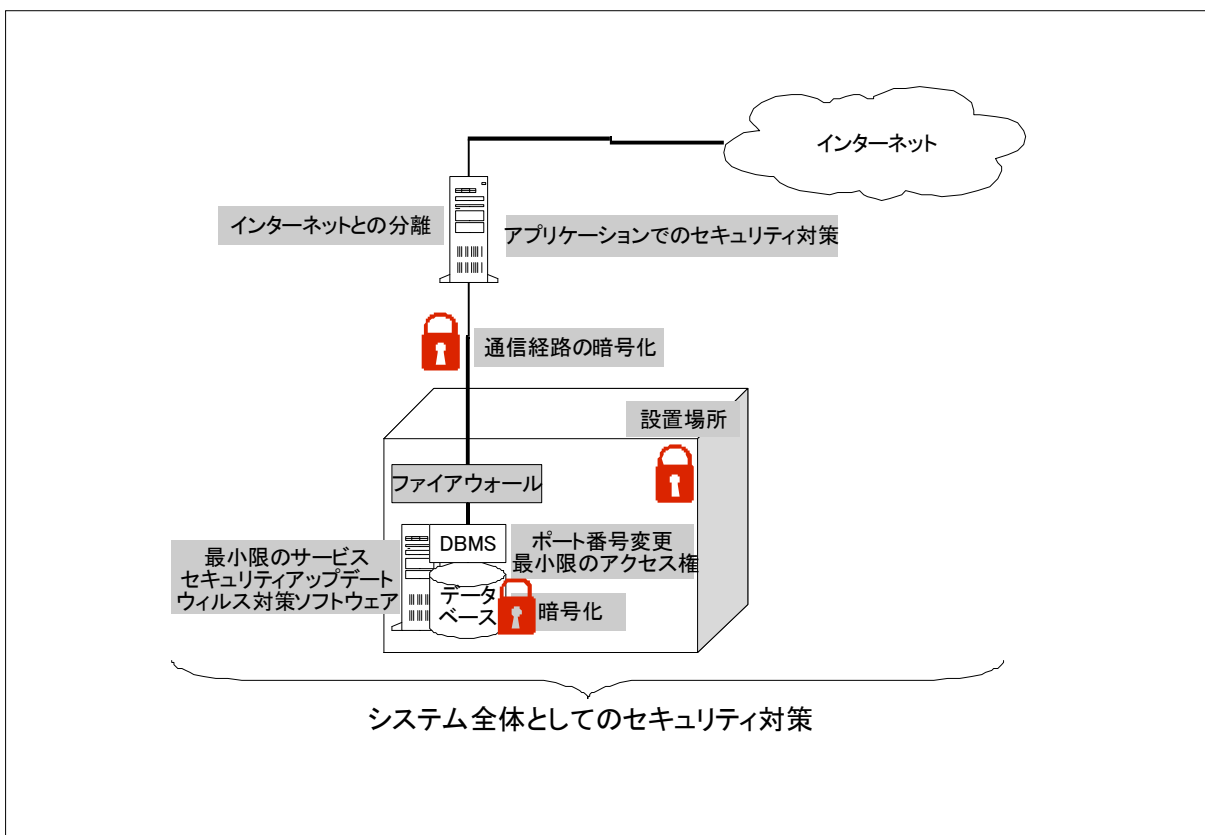 インターネット
インターネットとの分離
アプリケーションでのセキュリティ対策
通信経路の暗号化
設置場所
ファイアウォール
DBMS
ポート番号変更
最小限のアクセス権
最小限のサービス
セキュリティアップデート
ウィルス対策ソフトウェア
データ
ベース
暗号化
システム全体としてのセキュリティ対策